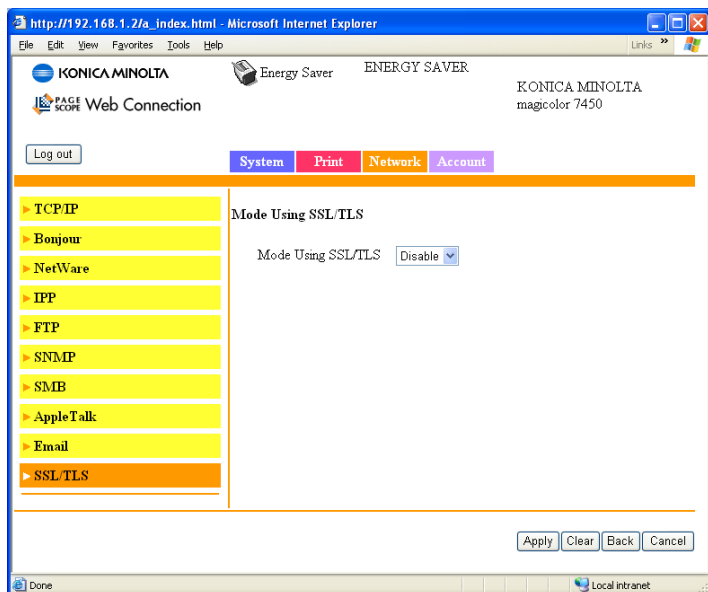 http://192.168.1.2/a_index.html - Microsoft Internet Explorer
File Edit View Favorites Tools Help Links »
KONICA MINOLTA
PAGE SCOPE Web Connection
Energy Saver
ENERGY SAVER
KONICA MINOLTA
magicolor 7450
Log out
System Print Network Account
TCP/IP
Bonjour
NetWare
IPP
FTP
SNMP
SMB
AppleTalk
Email
SSL/TLS
Mode Using SSL/TLS
Mode Using SSL/TLS Disable
Apply Clear Back Cancel
Done Local intranet